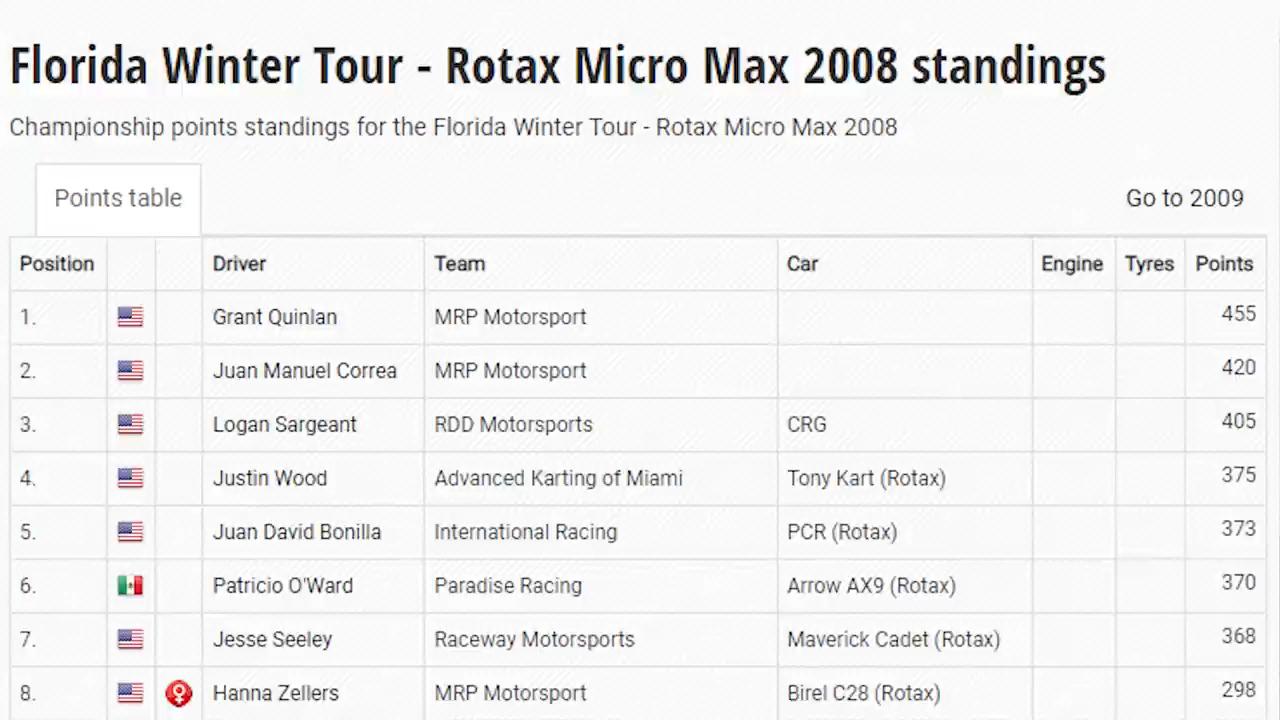 Florida Winter Tour - Rotax Micro Max 2008 standings
Championship points standings for the Florida Winter Tour - Rotax Micro Max 2008
Points table Go to 2009
Position Driver Team Car Engine Tyres Points
1. Grant Quinlan MRP Motorsport 455
2. Juan Manuel Correa MRP Motorsport 420
3. Logan Sargeant RDD Motorsports CRG 405
4. Justin Wood Advanced Karting of Miami Tony Kart (Rotax) 375
5. Juan David Bonilla International Racing PCR (Rotax) 373
6. Patricio O'Ward Paradise Racing Arrow AX9 (Rotax) 370
7. Jesse Seeley Raceway Motorsports Maverick Cadet (Rotax) 368
8. Hanna Zellers MRP Motorsport Birel C28 (Rotax) 298